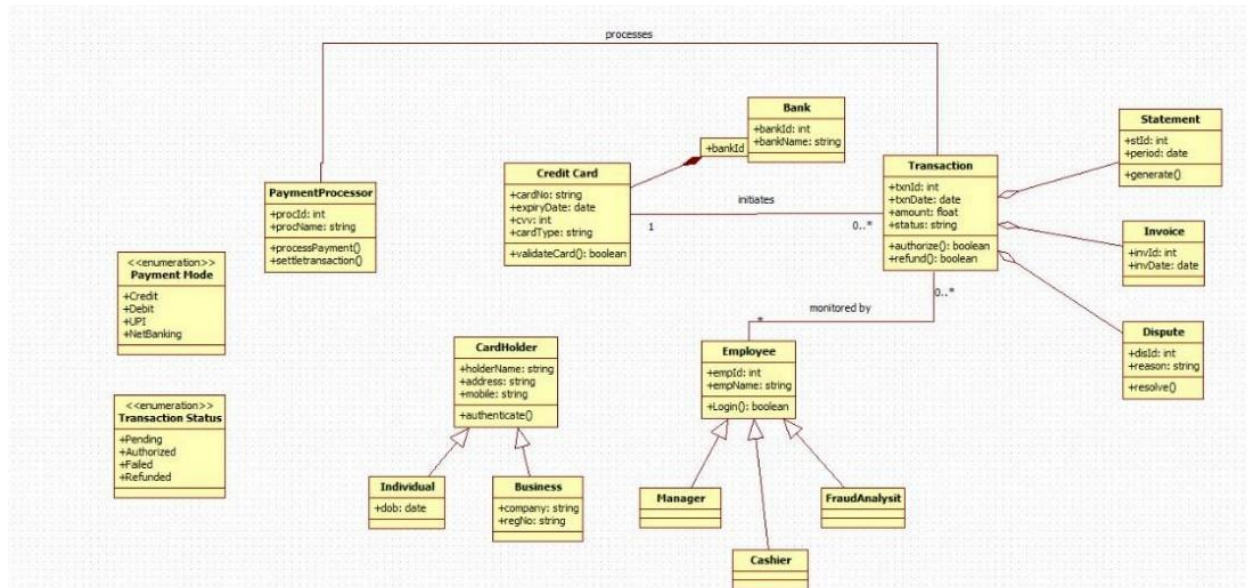 processes
Bank
+bankId: int
+bankName: string
+bankId
Statement
+stId: int
+period: date
+generate()
Credit Card
+cardNo: string
+expiryDate: date
+cvv: int
+cardType: string
+validateCard(): boolean
initiates
1
0..*
Transaction
+txnId: int
+txnDate: date
+amount: float
+status: string
+authorize(): boolean
+refund(): boolean
PaymentProcessor
+procId: int
+procName: string
+processPayment()
+settletransaction()
Invoice
+invId: int
+invDate: date
<<enumeration>>
Payment Mode
+Credit
+Debit
+UPI
+NetBanking
0..*
monitored by
*
Dispute
+disId: int
+reason: string
+resolve()
CardHolder
+holderName: string
+address: string
+mobile: string
+authenticate()
Employee
+empId: int
+empName: string
+Login(): boolean
<<enumeration>>
Transaction Status
+Pending
+Authorized
+Failed
+Refunded
Individual
+dob: date
Business
+company: string
+regNo: string
Manager
FraudAnalysit
Cashier